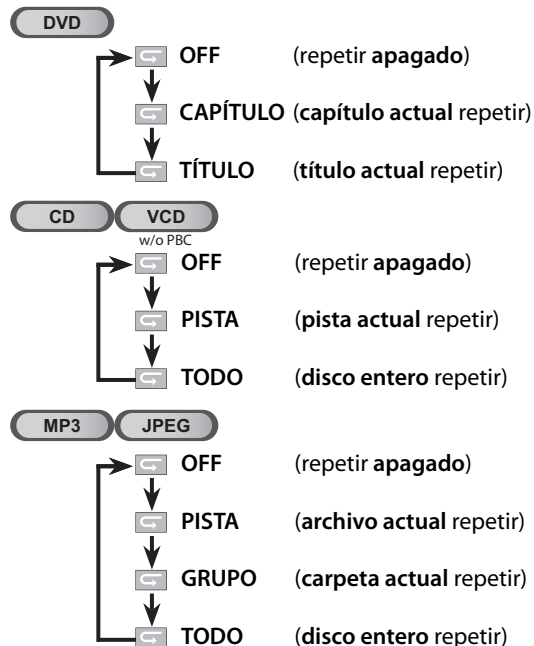 DVD
OFF (repetir apagado)
CAPÍTULO (capítulo actual repetir)
TÍTULO (título actual repetir)
CD VCD
w/o PBC
OFF (repetir apagado)
PISTA (pista actual repetir)
TODO (disco entero repetir)
MP3 JPEG
OFF (repetir apagado)
PISTA (archivo actual repetir)
GRUPO (carpeta actual repetir)
TODO (disco entero repetir)